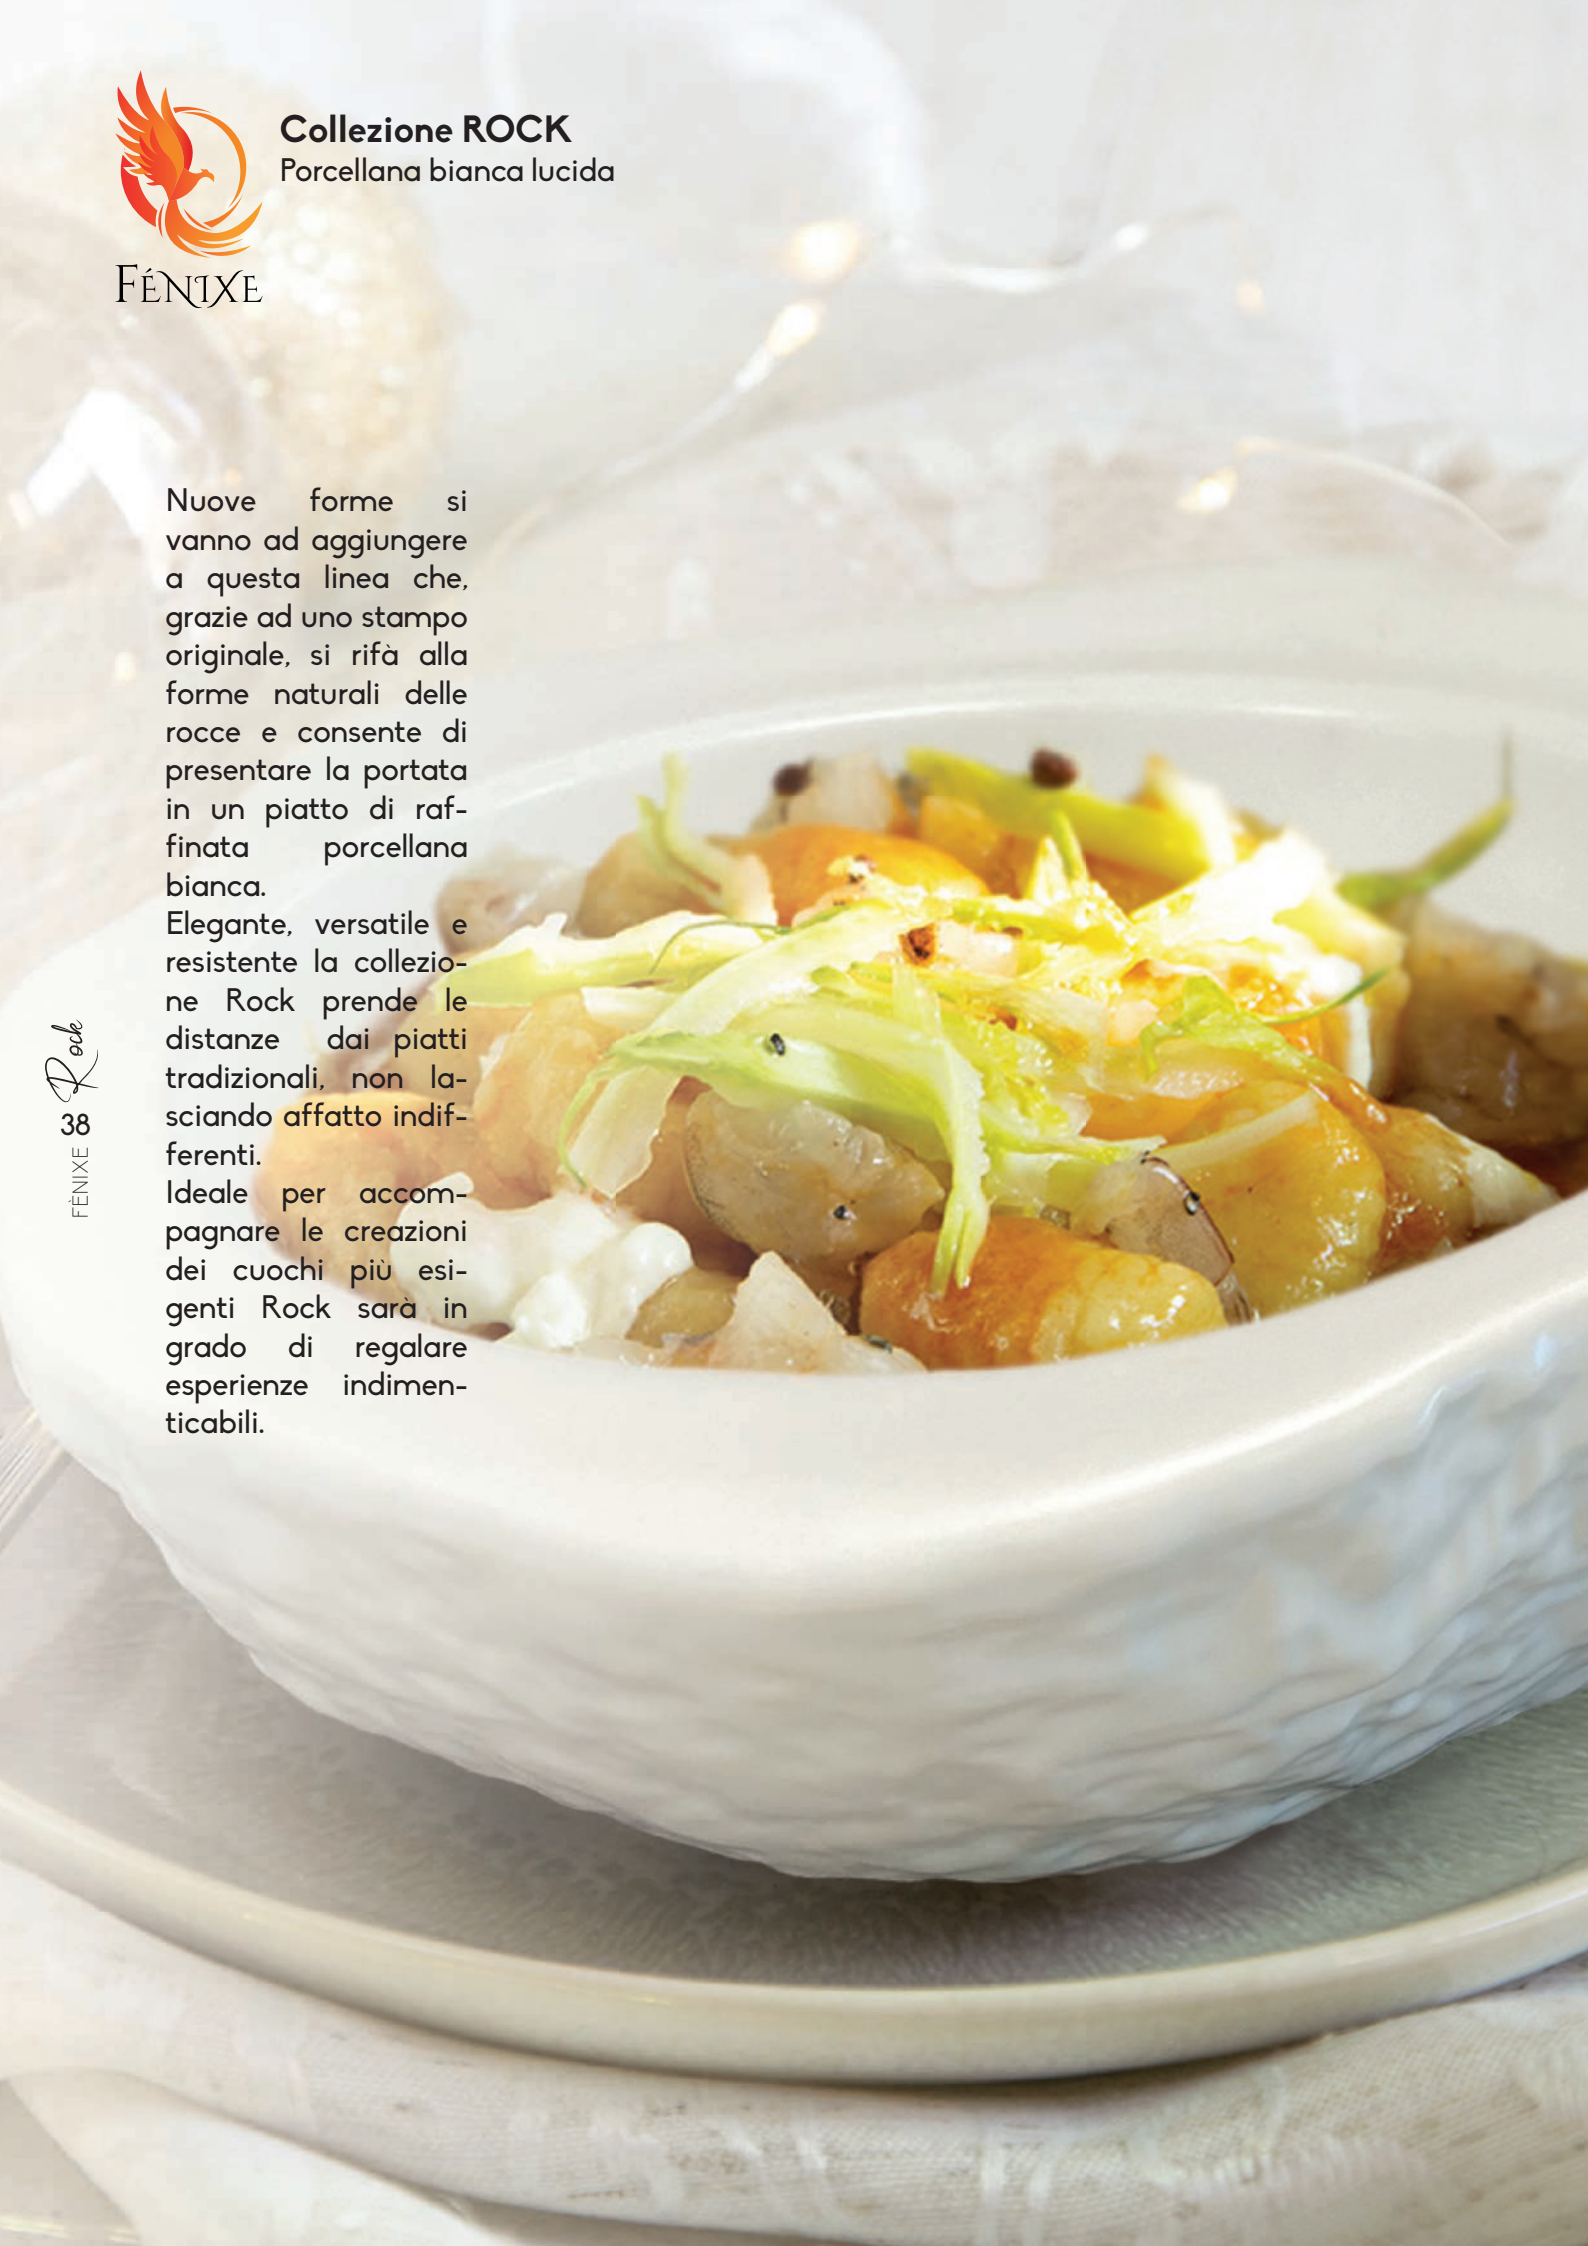 FÉNIXE
Collezione ROCK
Porcellana bianca lucida
Nuove forme si
vanno ad aggiungere
a questa linea che,
grazie ad uno stampo
originale, si rifà alla
forme naturali delle
rocce e consente di
presentare la portata
in un piatto di raf-
finata porcellana
bianca.
Elegante, versatile e
resistente la collezio-
ne Rock prende le
distanze dai piatti
tradizionali, non la-
sciando affatto indif-
ferenti.
Ideale per accom-
pagnare le creazioni
dei cuochi più esi-
genti Rock sarà in
grado di regalare
esperienze indimen-
ticabili.
Rock
38
FÉNIXE